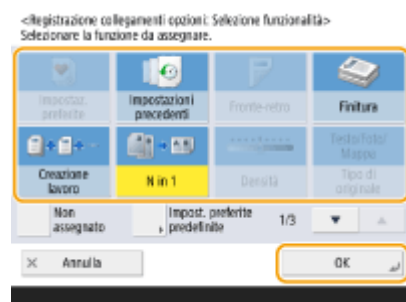 <Registrazione collegamenti opzioni: Selezione funzionalità>
Selezionare la funzione da assegnare.
Impostaz. preferite
Impostazioni precedenti
Fronte-retro
Finitura
Creazione lavoro
N in 1
Densità
Testo/Foto/Mappa
Tipo di originale
Non assegnato
Impost. preferite predefinite
1/3
Annulla
OK